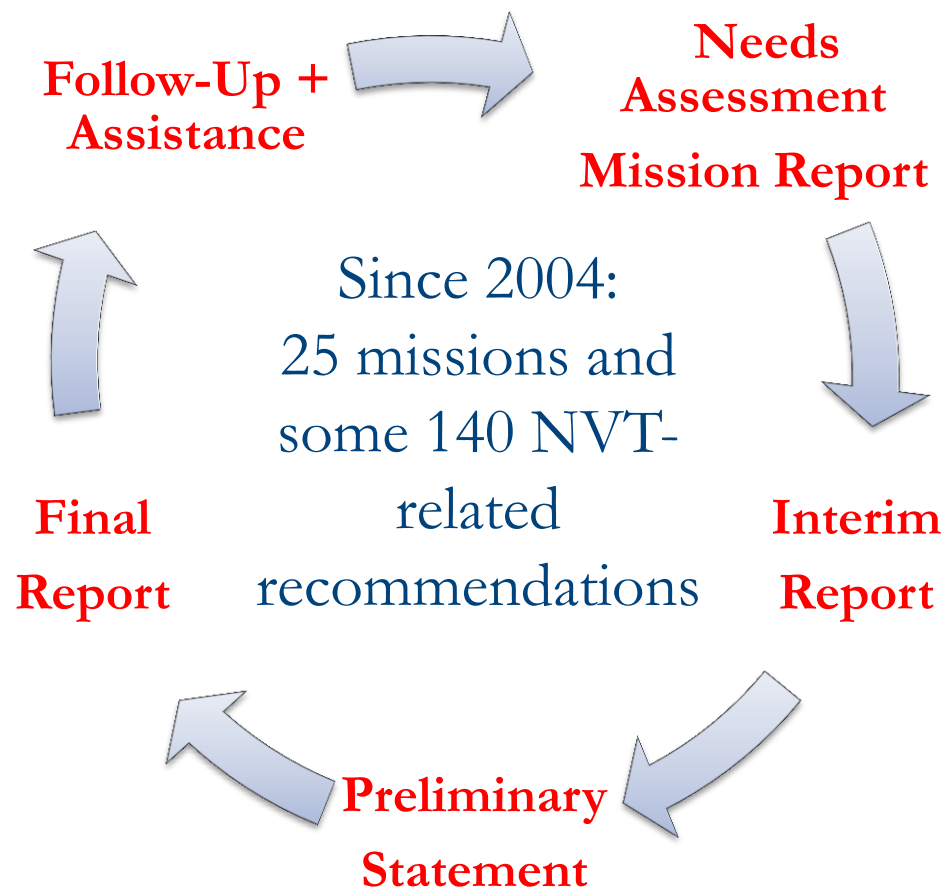 Follow-Up +
Assistance
Needs
Assessment
Mission Report
Since 2004:
25 missions and
some 140 NVT-
related
recommendations
Interim
Report
Preliminary
Statement
Final
Report